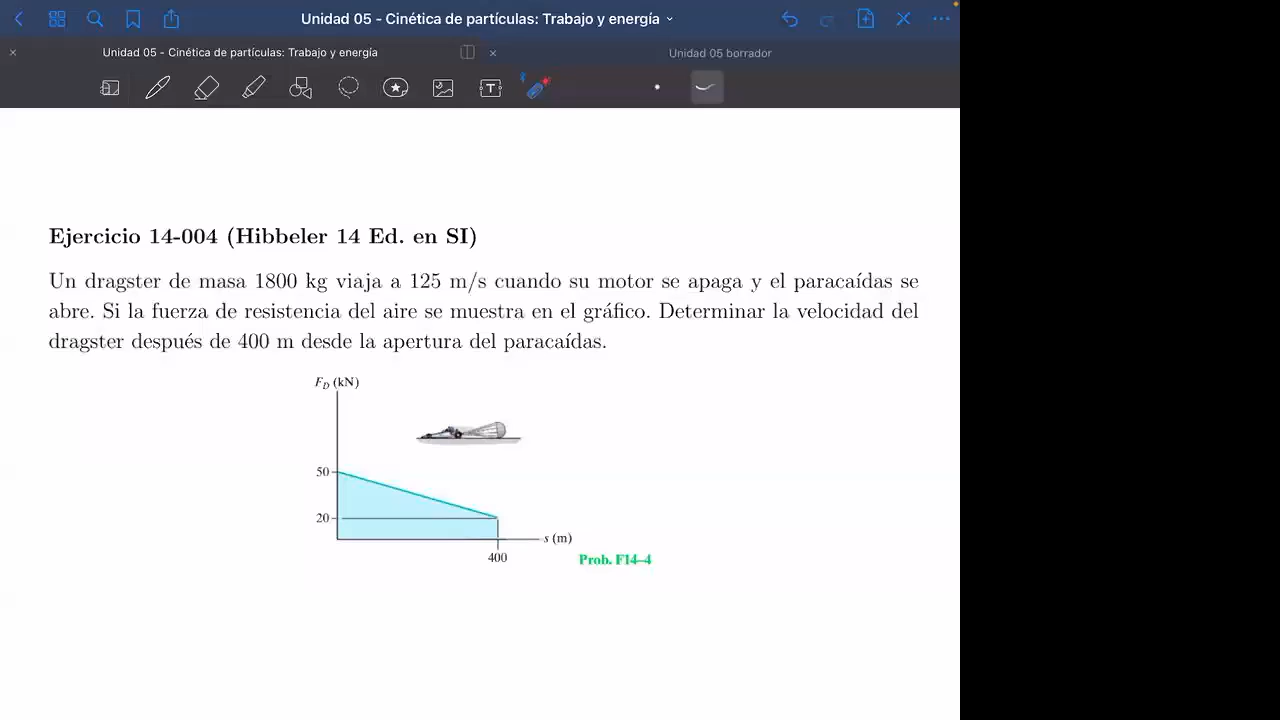 Unidad 05 - Cinética de partículas: Trabajo y energía
Unidad 05 - Cinética de partículas: Trabajo y energía
Unidad 05 borrador
T
Ejercicio 14-004 (Hibbeler 14 Ed. en SI)
Un dragster de masa 1800 kg viaja a 125 m/s cuando su motor se apaga y el paracaídas se
abre. Si la fuerza de resistencia del aire se muestra en el gráfico. Determinar la velocidad del
dragster después de 400 m desde la apertura del paracaídas.
F_D (kN)
50
20
s (m)
400
Prob. F14–4